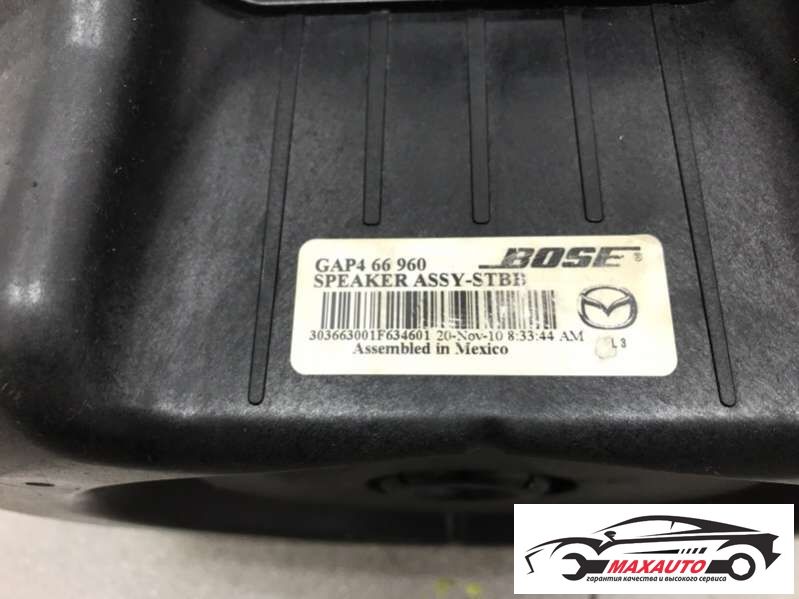 GAP4 66 960
BOSE ®
SPEAKER ASSY-STBB
303663001F634601 20-Nov-10 8:33:44 AM
L 3
Assembled in Mexico
MAXAUTO
гарантия качества и высокого сервиса